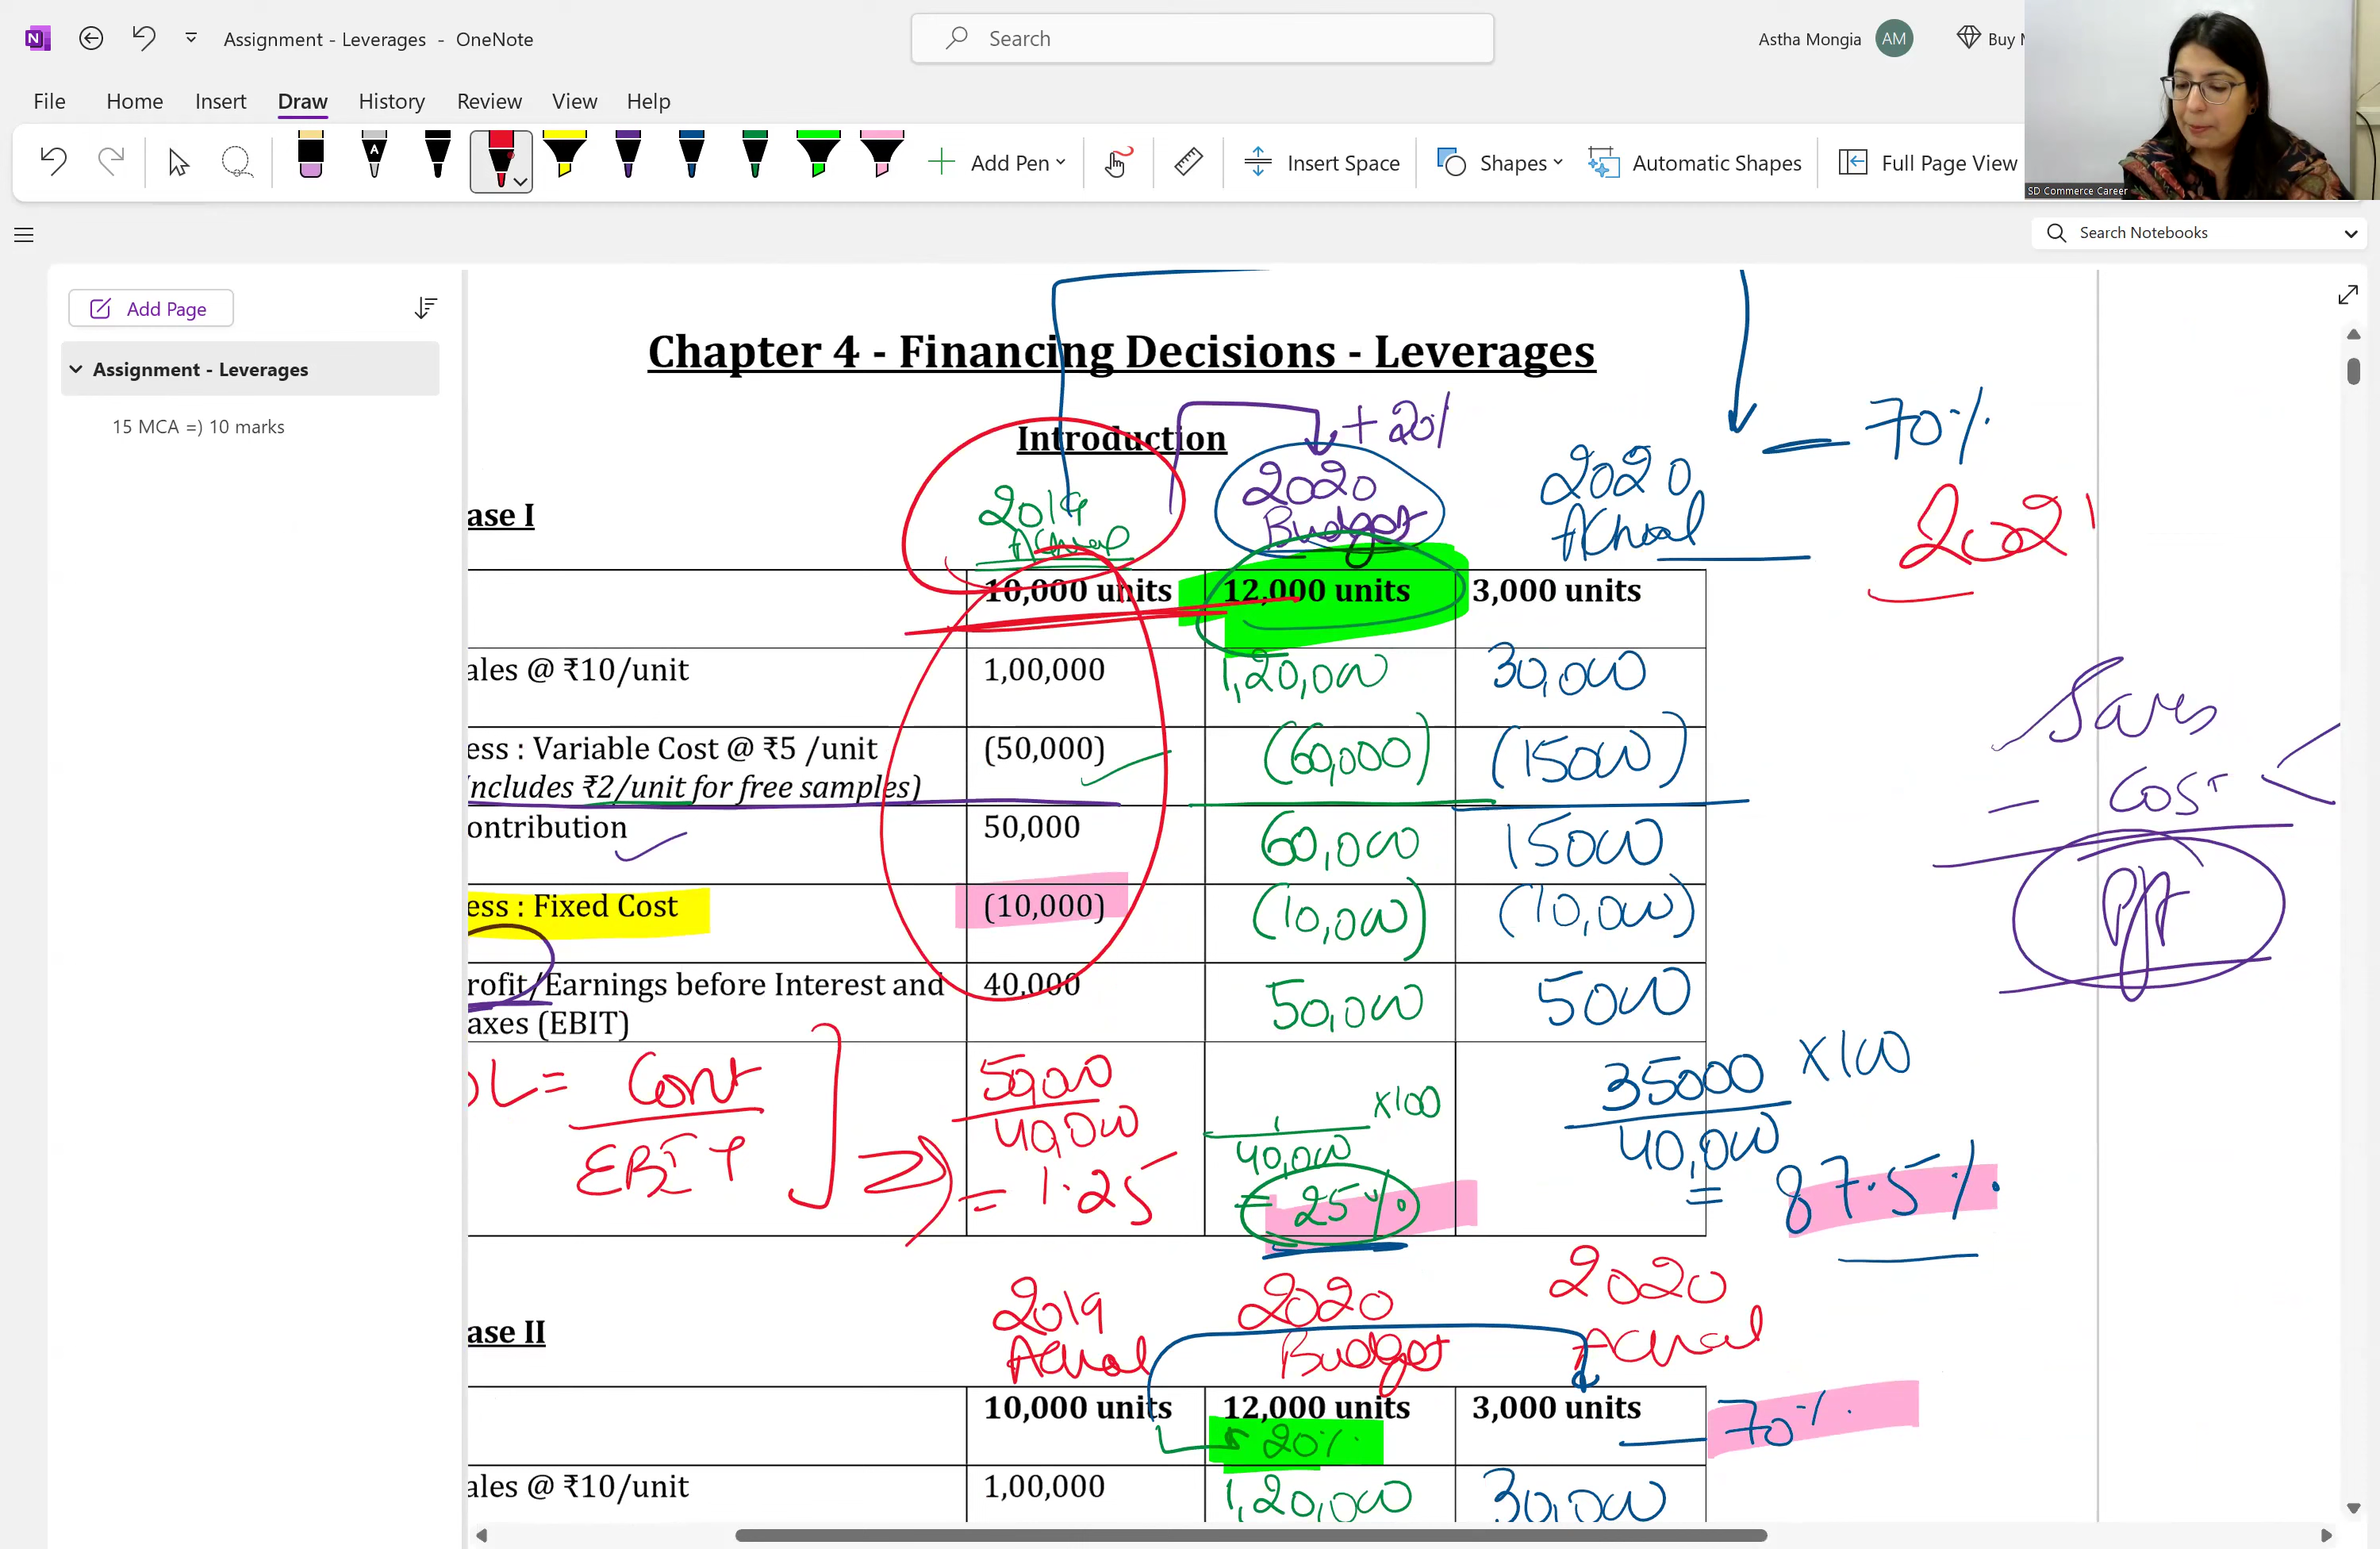 Assignment - Leverages - OneNote
Search
Astha Mongia AM
Buy
File Home Insert Draw History Review View Help
Add Pen
Insert Space
Shapes
Automatic Shapes
Full Page View
SD Commerce Career
Search Notebooks
Add Page
Assignment - Leverages
15 MCA =) 10 marks
Chapter 4 - Financing Decisions - Leverages
Introduction
+ 20%
— 70%
ase I
2019 Actual
2020 Budget
2020 Actual
2021
10,000 units 12,000 units 3,000 units
ales @ ₹10/unit 1,00,000 1,20,000 30,000
ess : Variable Cost @ ₹5 /unit (50,000) (60,000) (15000)
ncludes ₹2/unit for free samples)
ontribution 50,000 60,000 15000
ess : Fixed Cost (10,000) (10,000) (10,000)
rofit/Earnings before Interest and 40,000 50,000 5000
axes (EBIT)
Sales
- Cost
OL = Cont / EBIT
=) 50,000 / 40,000
= 1.25
40,000 x100
= 25%
35000 / 40,000 x100
= 87.5%
ase II
2019 Actual
2020 Budget
2020 Actual
10,000 units 12,000 units 3,000 units
20%
— 70%
ales @ ₹10/unit 1,00,000 1,20,000 30,000